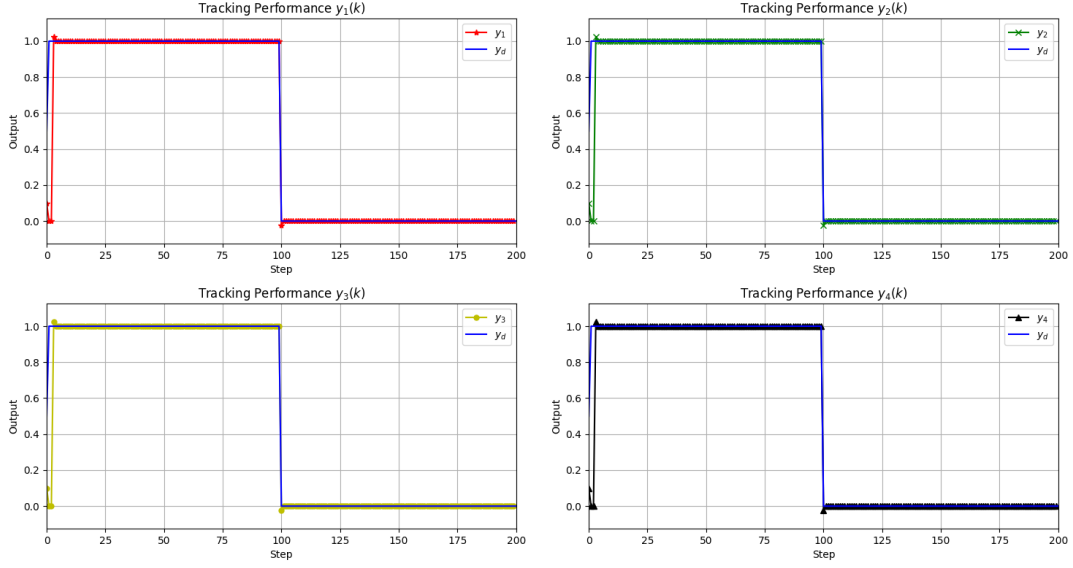 Tracking Performance y₁(k)
Output
1.0
0.8
0.6
0.4
0.2
0.0
y₁
y_d
0 25 50 75 100 125 150 175 200
Step
Tracking Performance y₂(k)
Output
1.0
0.8
0.6
0.4
0.2
0.0
y₂
y_d
0 25 50 75 100 125 150 175 200
Step
Tracking Performance y₃(k)
Output
1.0
0.8
0.6
0.4
0.2
0.0
y₃
y_d
0 25 50 75 100 125 150 175 200
Step
Tracking Performance y₄(k)
Output
1.0
0.8
0.6
0.4
0.2
0.0
y₄
y_d
0 25 50 75 100 125 150 175 200
Step